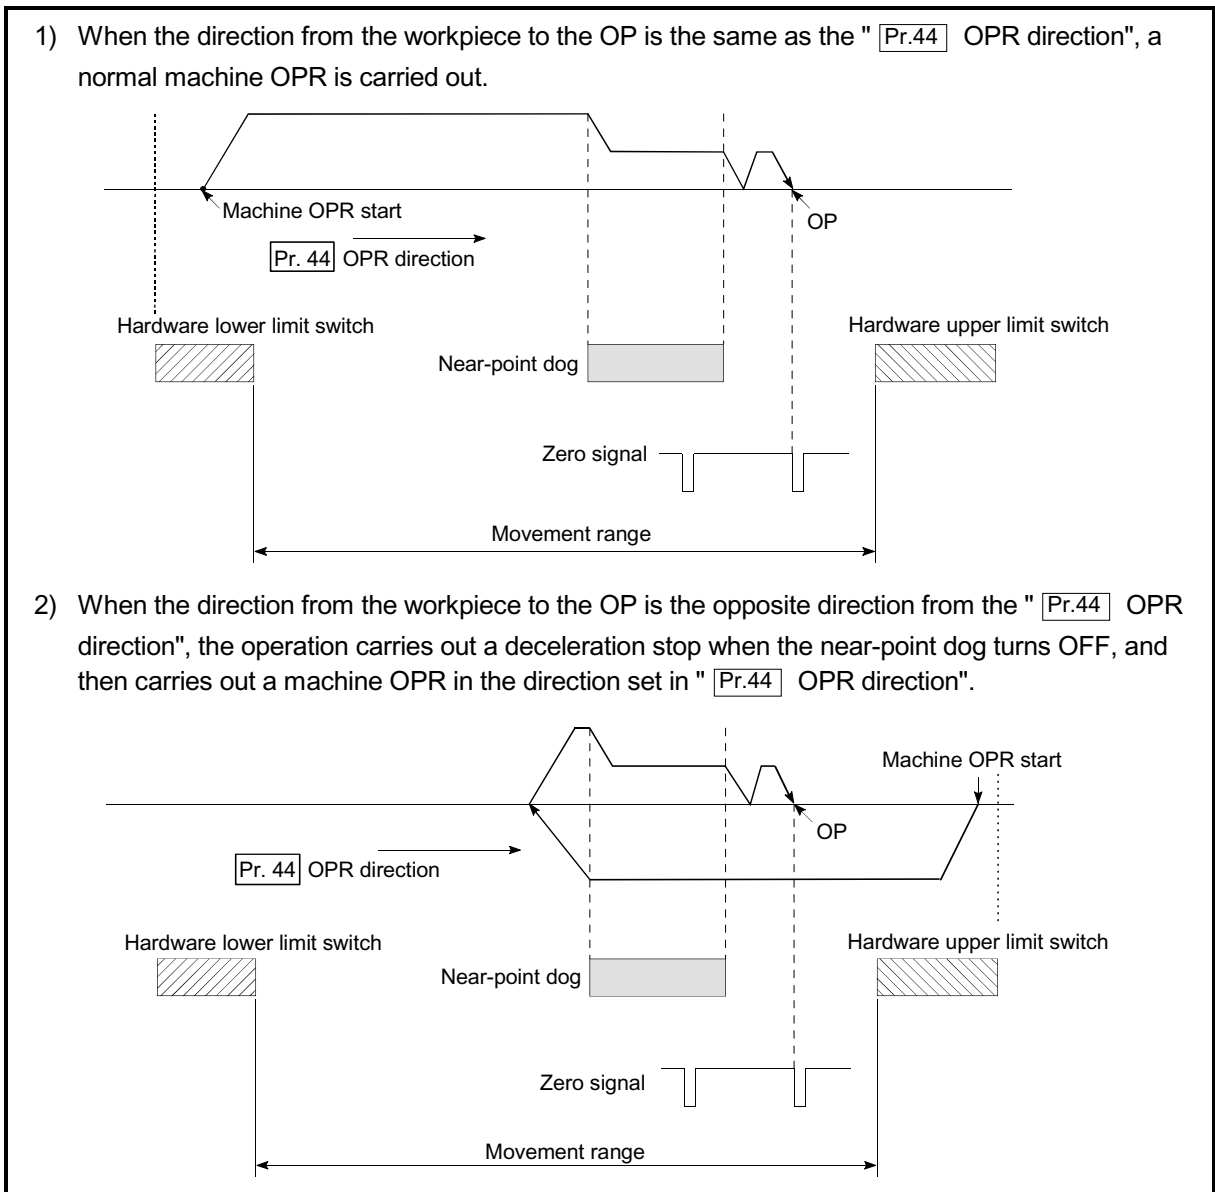 1) When the direction from the workpiece to the OP is the same as the " Pr.44 OPR direction", a
normal machine OPR is carried out.
Machine OPR start
OP
Pr. 44 OPR direction
Hardware lower limit switch
Hardware upper limit switch
Near-point dog
Zero signal
Movement range
2) When the direction from the workpiece to the OP is the opposite direction from the " Pr.44 OPR
direction", the operation carries out a deceleration stop when the near-point dog turns OFF, and
then carries out a machine OPR in the direction set in " Pr.44 OPR direction".
Machine OPR start
OP
Pr. 44 OPR direction
Hardware lower limit switch
Hardware upper limit switch
Near-point dog
Zero signal
Movement range